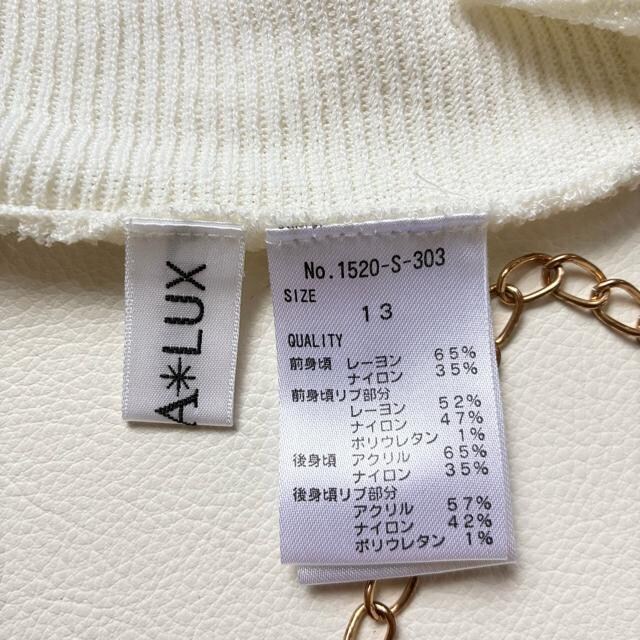 A*LUX
No.1520-S-303
SIZE
13
QUALITY
前身頃 レーヨン 65%
ナイロン 35%
前身頃リブ部分
レーヨン 52%
ナイロン 47%
ポリウレタン 1%
後身頃 アクリル 65%
ナイロン 35%
後身頃リブ部分
アクリル 57%
ナイロン 42%
ポリウレタン 1%